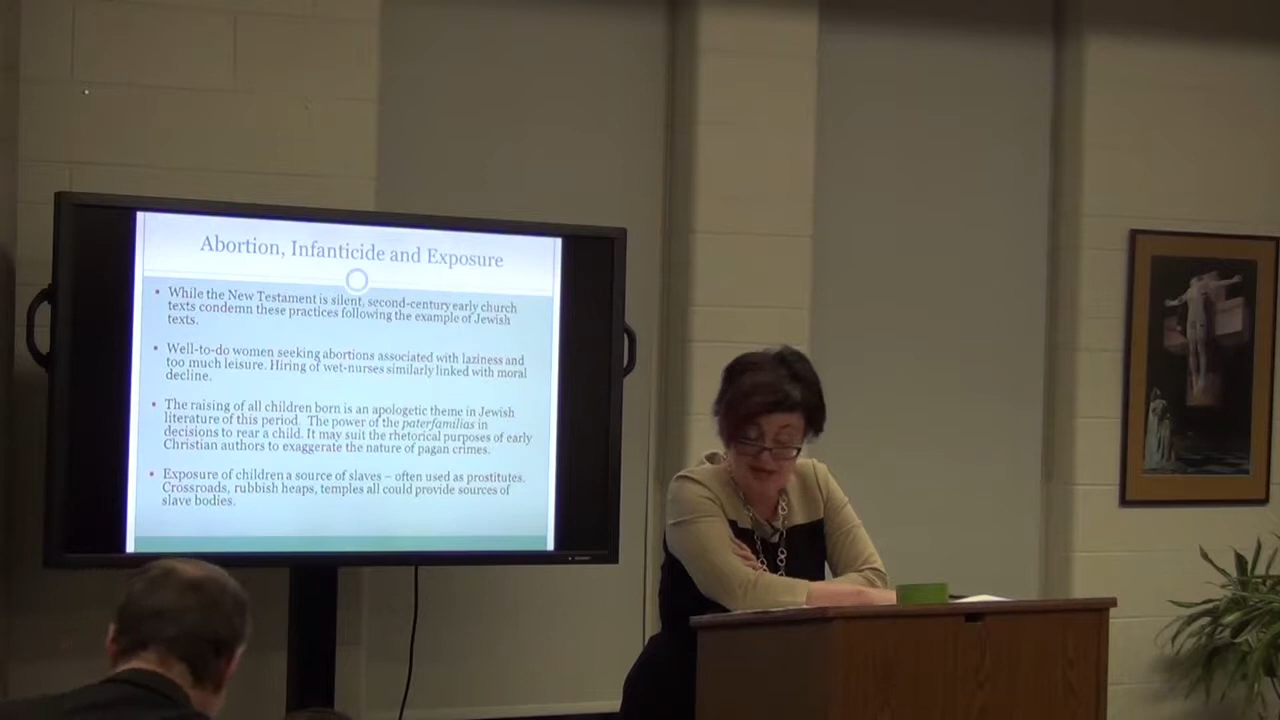 Abortion, Infanticide and Exposure
• While the New Testament is silent, second-century early church
texts condemn these practices following the example of Jewish
texts.
• Well-to-do women seeking abortions associated with laziness and
too much leisure. Hiring of wet-nurses similarly linked with moral
decline.
• The raising of all children born is an apologetic theme in Jewish
literature of this period. The power of the paterfamilias in
decisions to rear a child. It may suit the rhetorical purposes of early
Christian authors to exaggerate the nature of pagan crimes.
• Exposure of children a source of slaves – often used as prostitutes.
Crossroads, rubbish heaps, temples all could provide sources of
slave bodies.